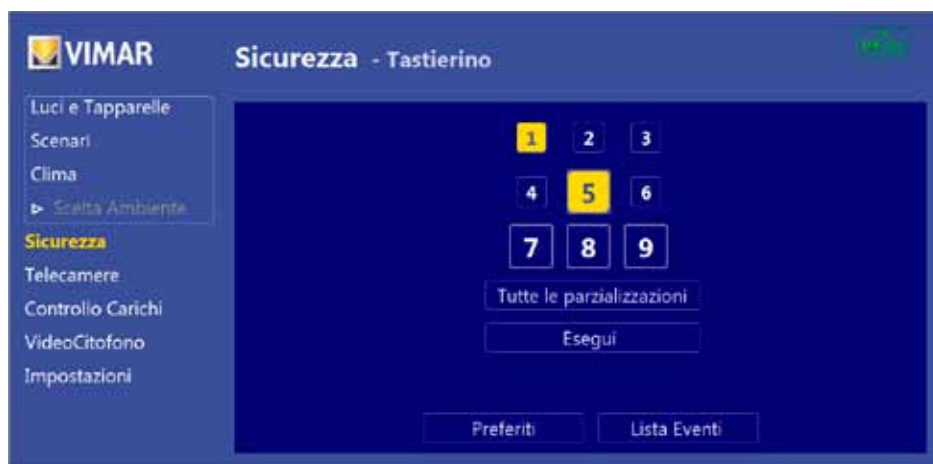 VIMAR
Sicurezza - Tastierino
Luci e Tapparelle
Scenari
Clima
Scelta Ambiente
Sicurezza
Telecamere
Controllo Carichi
VideoCitofono
Impostazioni
1 2 3
4 5 6
7 8 9
Tutte le parzializzazioni
Esegui
Preferiti
Lista Eventi